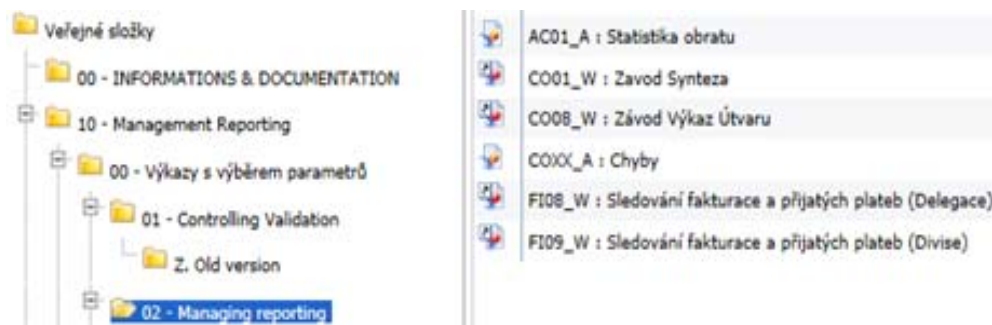 Veřejné složky
00 - INFORMATIONS & DOCUMENTATION
10 - Management Reporting
00 - Výkazy s výběrem parametrů
01 - Controlling Validation
Z. Old version
02 - Managing reporting
AC01_A : Statistika obratu
CO01_W : Zavod Synteza
CO08_W : Závod Výkaz Útvaru
COXX_A : Chyby
FI08_W : Sledování fakturace a přijatých plateb (Delegace)
FI09_W : Sledování fakturace a přijatých plateb (Divise)